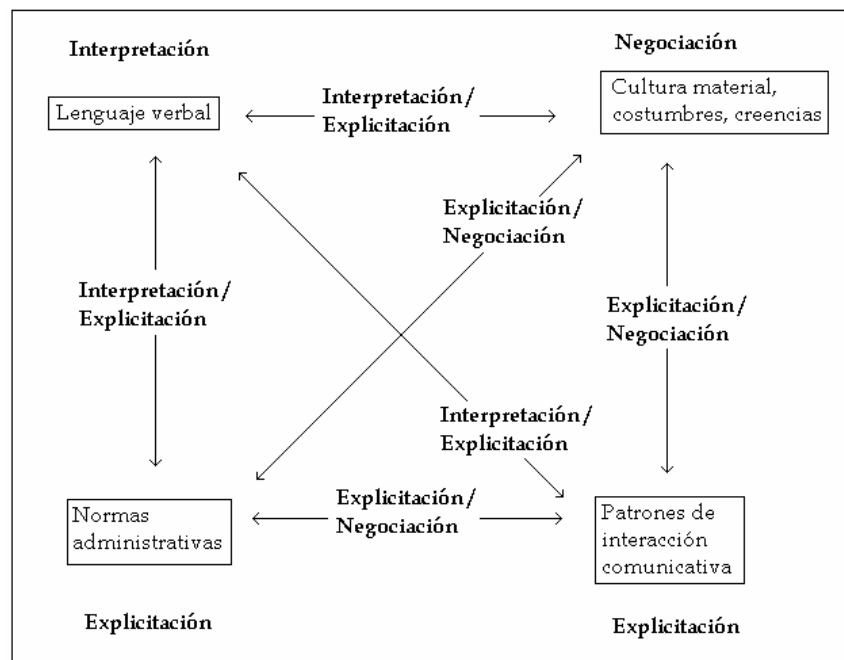 Interpretación
Negociación
Lenguaje verbal
Interpretación/
Explicitación
Cultura material,
costumbres, creencias
Explicitación/
Negociación
Interpretación/
Explicitación
Explicitación/
Negociación
Interpretación/
Explicitación
Normas
administrativas
Explicitación/
Negociación
Patrones de
interacción
comunicativa
Explicitación
Explicitación